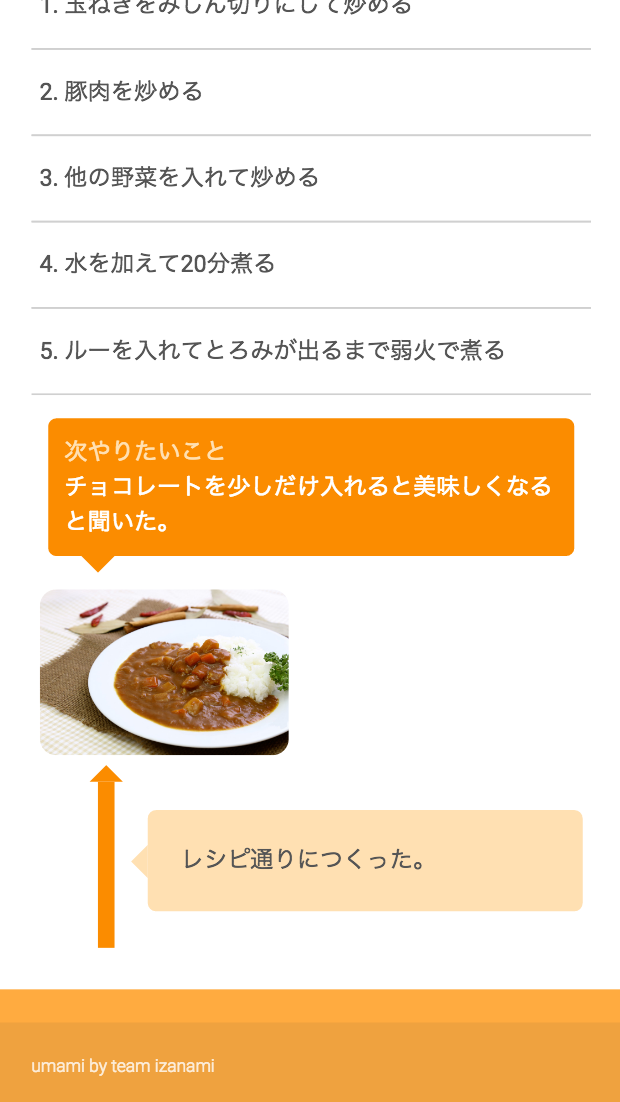 1. 玉ねぎをみじん切りにして炒める
2. 豚肉を炒める
3. 他の野菜を入れて炒める
4. 水を加えて20分煮る
5. ルーを入れてとろみが出るまで弱火で煮る
次やりたいこと
チョコレートを少しだけ入れると美味しくなる
と聞いた。
レシピ通りにつくった。
umami by team izanami